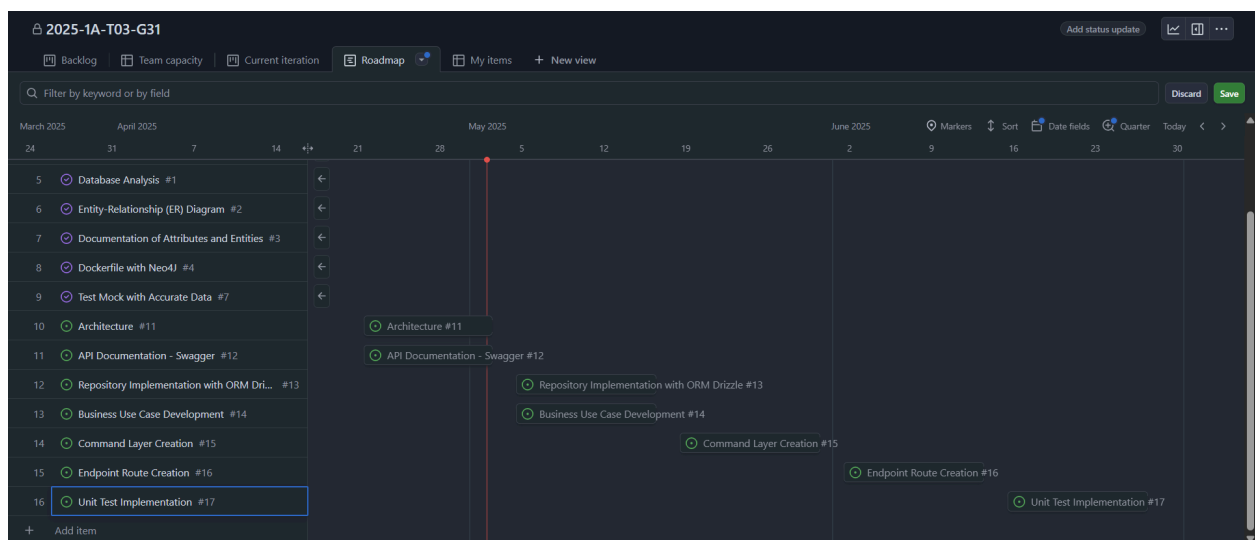 2025-1A-T03-G31
Add status update
Backlog
Team capacity
Current iteration
Roadmap
My items
+ New view
Filter by keyword or by field
Discard
Save
March 2025 April 2025 May 2025 June 2025
Markers Sort Date fields Quarter Today
24 31 7 14 21 28 5 12 19 26 2 9 16 23 30
5 Database Analysis #1
6 Entity-Relationship (ER) Diagram #2
7 Documentation of Attributes and Entities #3
8 Dockerfile with Neo4J #4
9 Test Mock with Accurate Data #7
10 Architecture #11 Architecture #11
11 API Documentation - Swagger #12 API Documentation - Swagger #12
12 Repository Implementation with ORM Dri... #13 Repository Implementation with ORM Drizzle #13
13 Business Use Case Development #14 Business Use Case Development #14
14 Command Layer Creation #15 Command Layer Creation #15
15 Endpoint Route Creation #16 Endpoint Route Creation #16
16 Unit Test Implementation #17 Unit Test Implementation #17
+ Add item